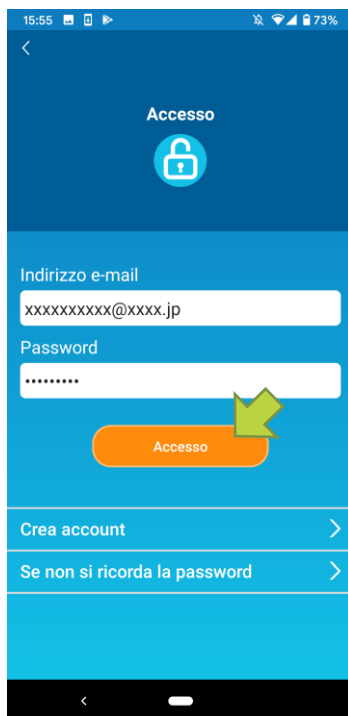 15:55 73%
Accesso
Indirizzo e-mail
xxxxxxxxxx@xxxx.jp
Password
•••••••••
Accesso
Crea account
Se non si ricorda la password